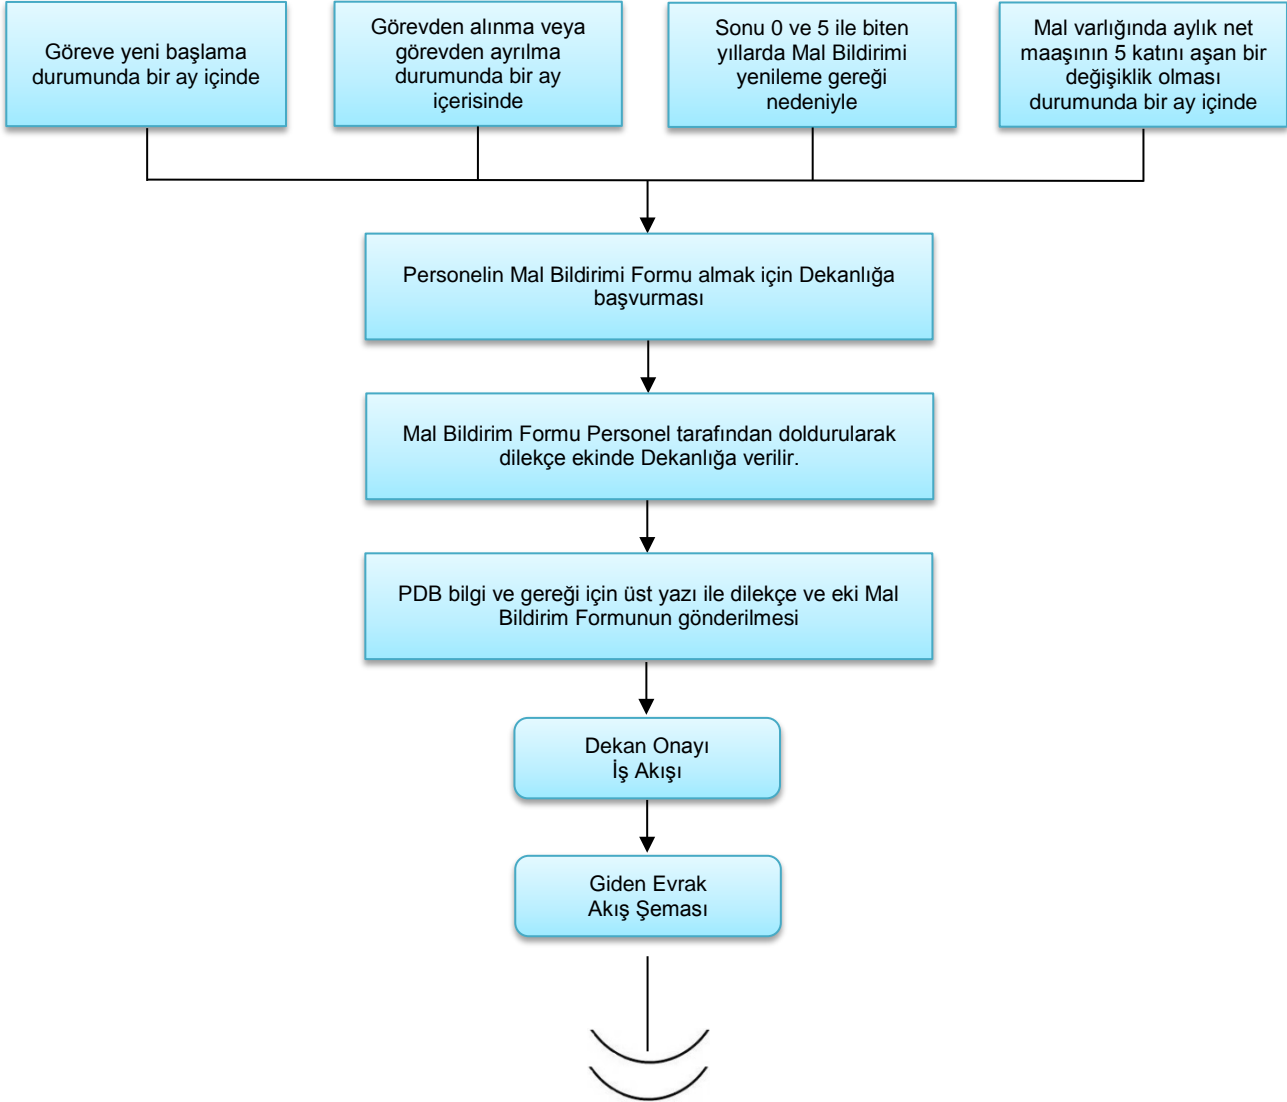 Göreve yeni başlama
durumunda bir ay içinde
Görevden alınma veya
görevden ayrılma
durumunda bir ay
içerisinde
Sonu 0 ve 5 ile biten
yıllarda Mal Bildirimi
yenileme gereği
nedeniyle
Mal varlığında aylık net
maaşının 5 katını aşan bir
değişiklik olması
durumunda bir ay içinde
Personelin Mal Bildirimi Formu almak için Dekanlığa
başvurması
Mal Bildirim Formu Personel tarafından doldurularak
dilekçe ekinde Dekanlığa verilir.
PDB bilgi ve gereği için üst yazı ile dilekçe ve eki Mal
Bildirim Formunun gönderilmesi
Dekan Onayı
İş Akışı
Giden Evrak
Akış Şeması